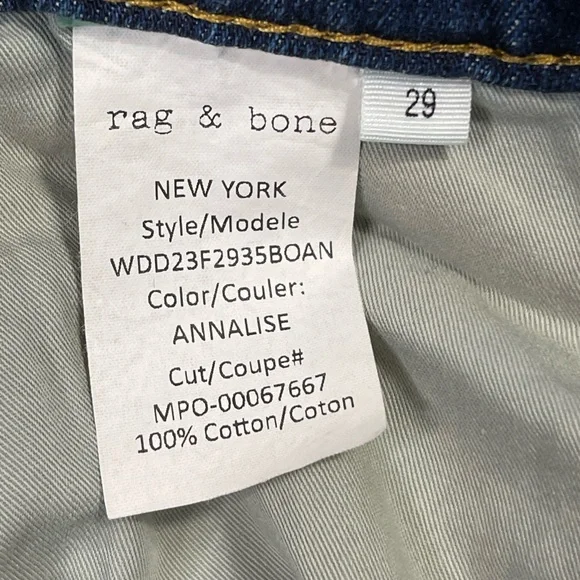 rag & bone
29
NEW YORK
Style/Modele
WDD23F2935BOAN
Color/Couler:
ANNALISE
Cut/Coupe#
MPO-00067667
100% Cotton/Coton